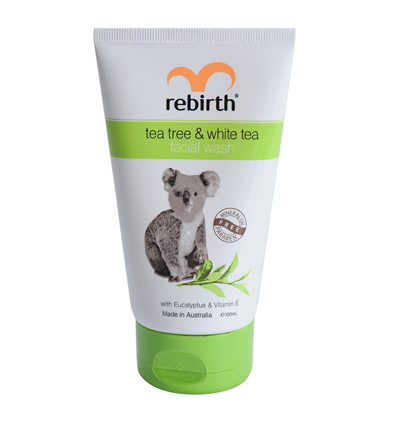 rebirth®
tea tree & white tea
facial wash
MINERAL OIL
FREE
PARABEN
with Eucalyptus & Vitamin E
Made in Australia ℮100mL